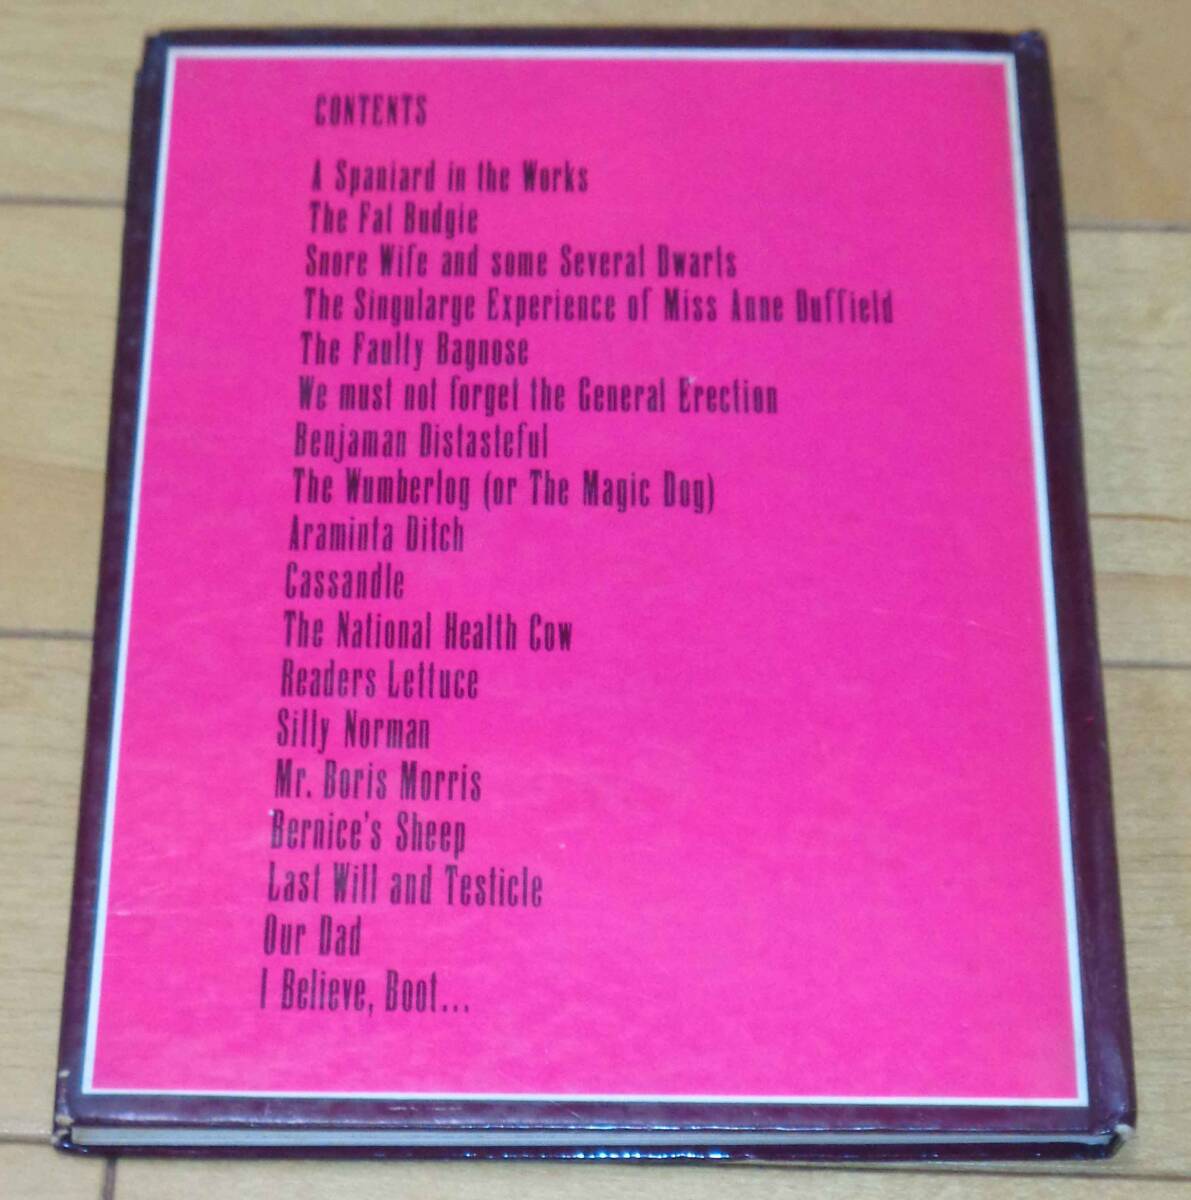 CONTENTS
A Spaniard in the Works
The Fat Budgie
Snore Wife and some Several Dwarts
The Singularge Experience of Miss Anne Duffield
The Faulty Bagnose
We must not forget the General Erection
Benjaman Distasteful
The Wumberlog (or The Magic Dog)
Araminta Ditch
Cassandle
The National Health Cow
Readers Lettuce
Silly Norman
Mr. Boris Morris
Bernice's Sheep
Last Will and Testicle
Our Dad
I Believe, Boot...